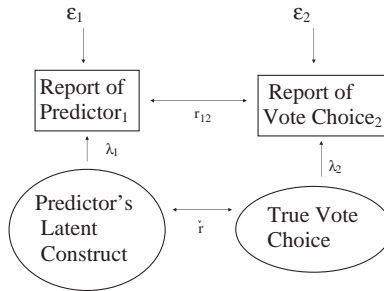 ε1 ε2
Report of
Predictor1
Report of
Vote Choice2
r12
λ1 λ2
Predictor's
Latent
Construct
ř
True Vote
Choice